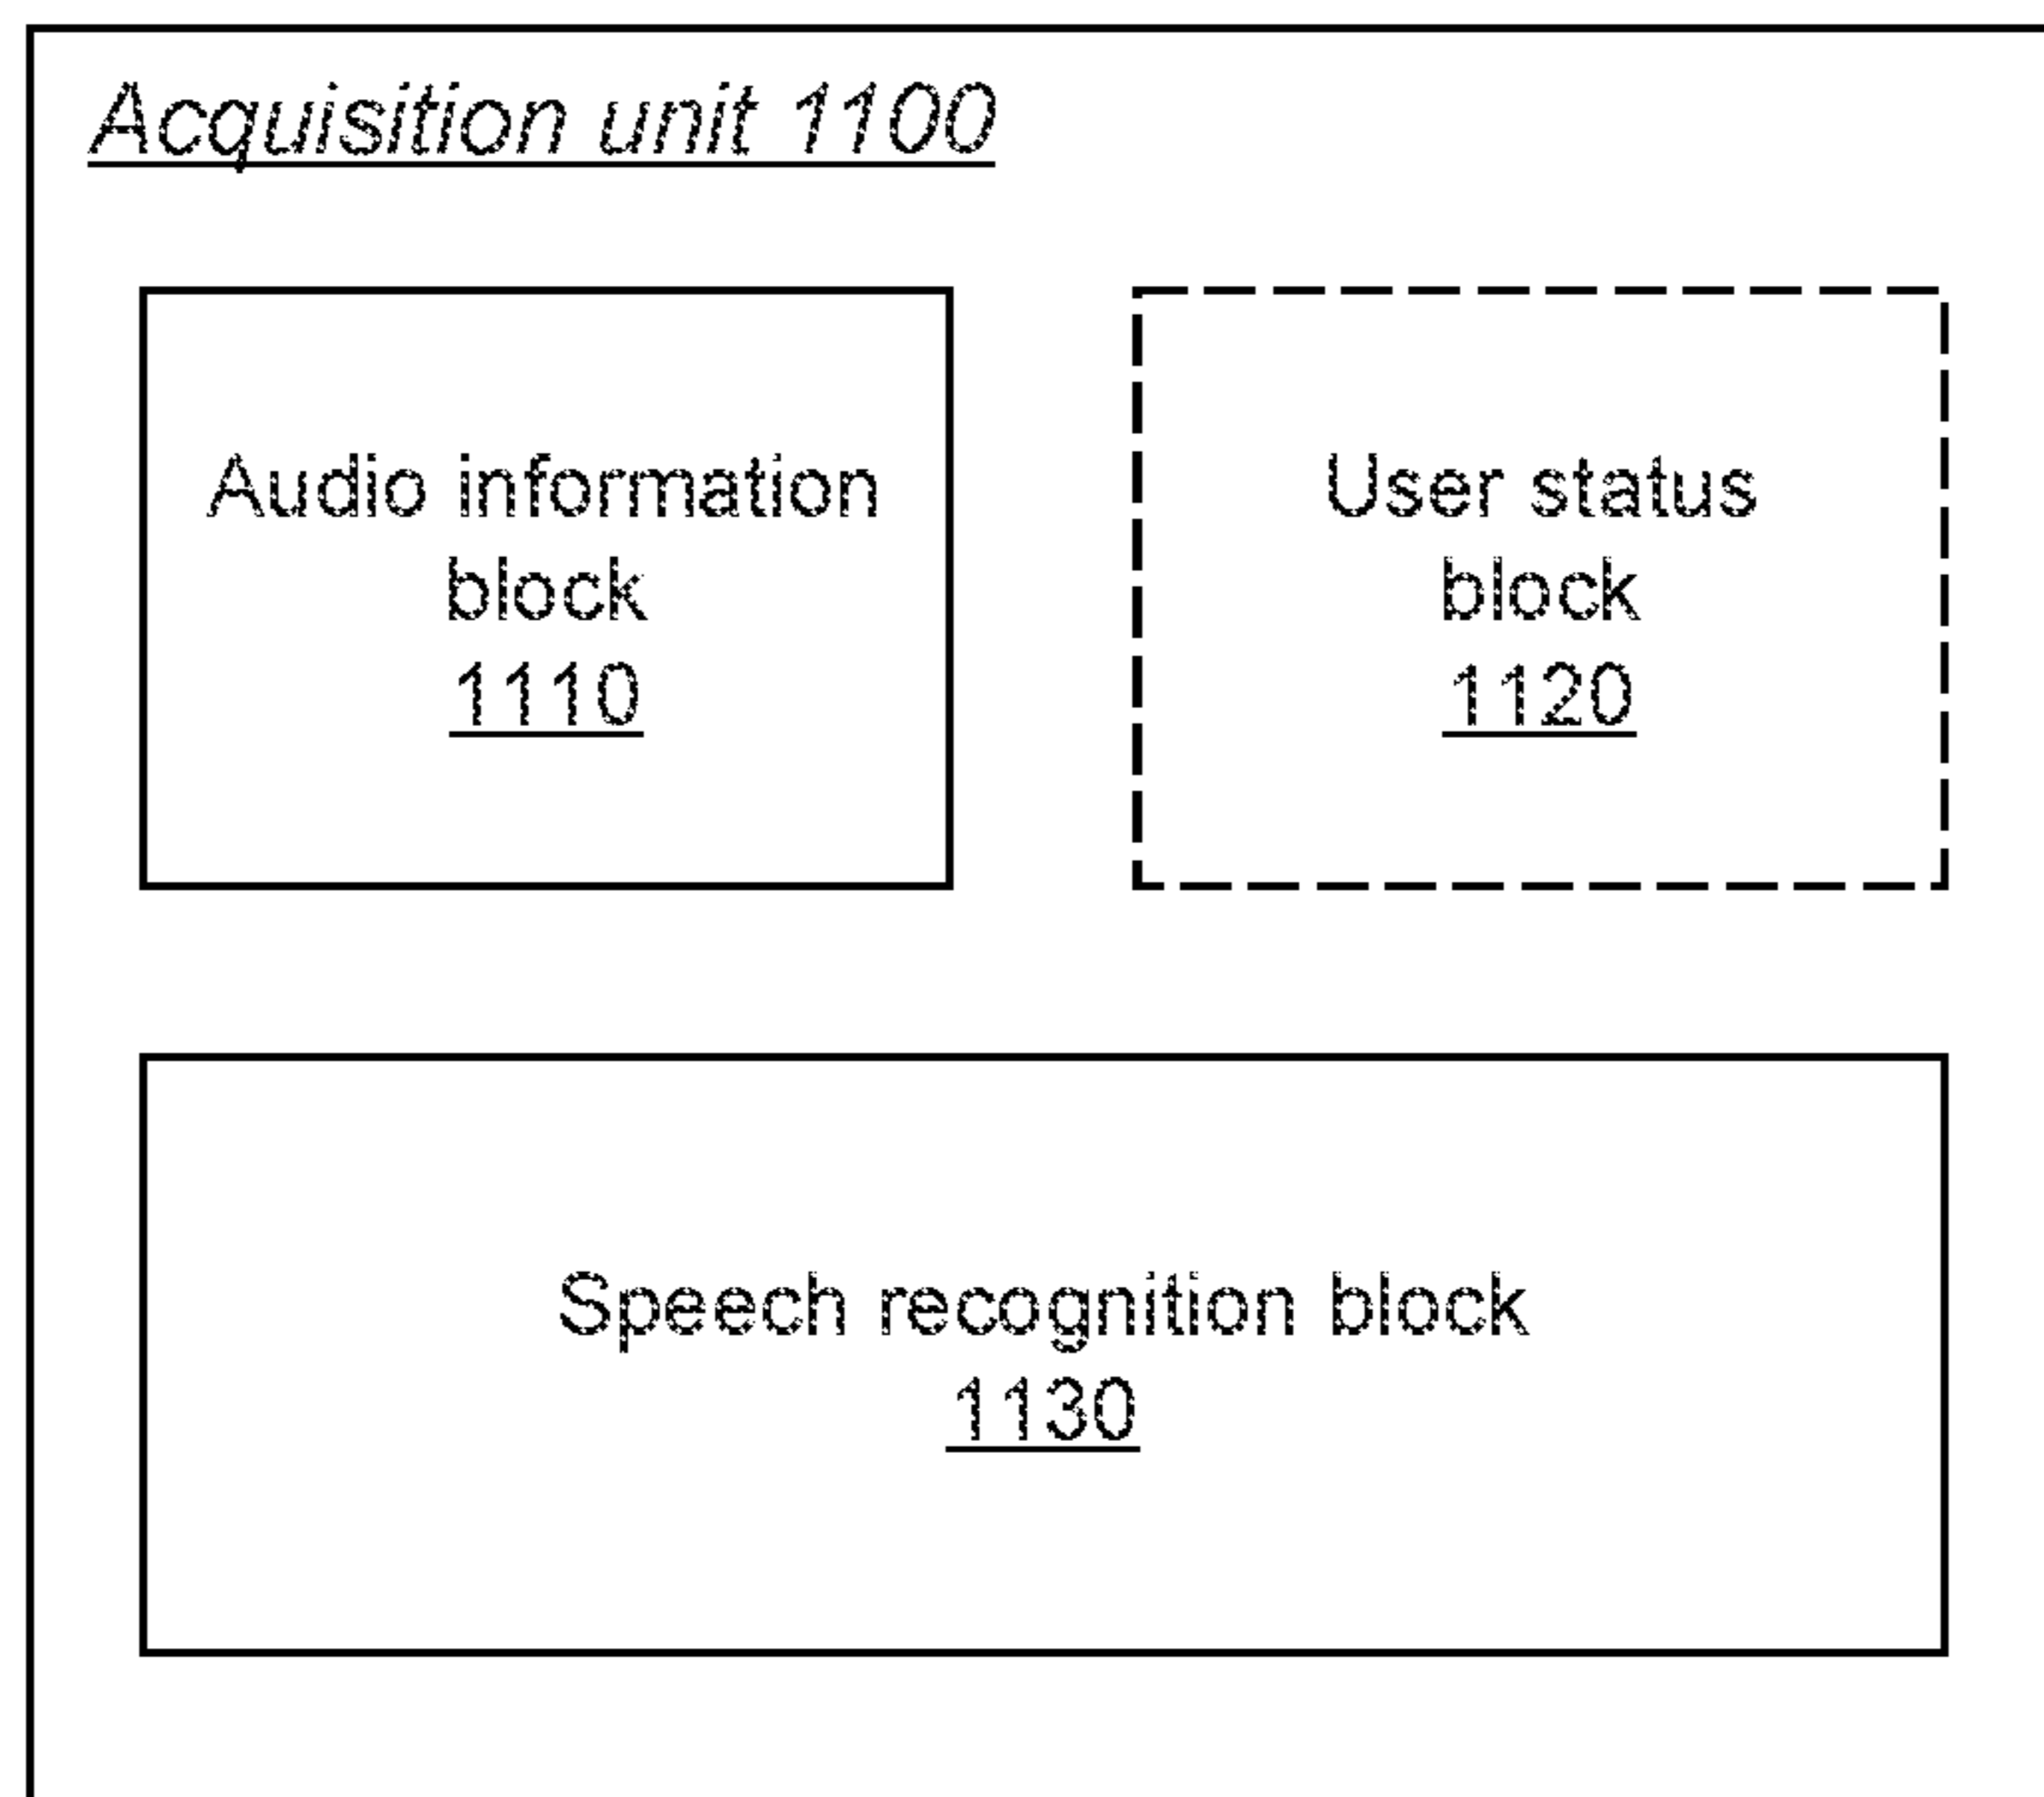 Acquisition unit 1100
Audio information
block
1110
User status
block
1120
Speech recognition block
1130